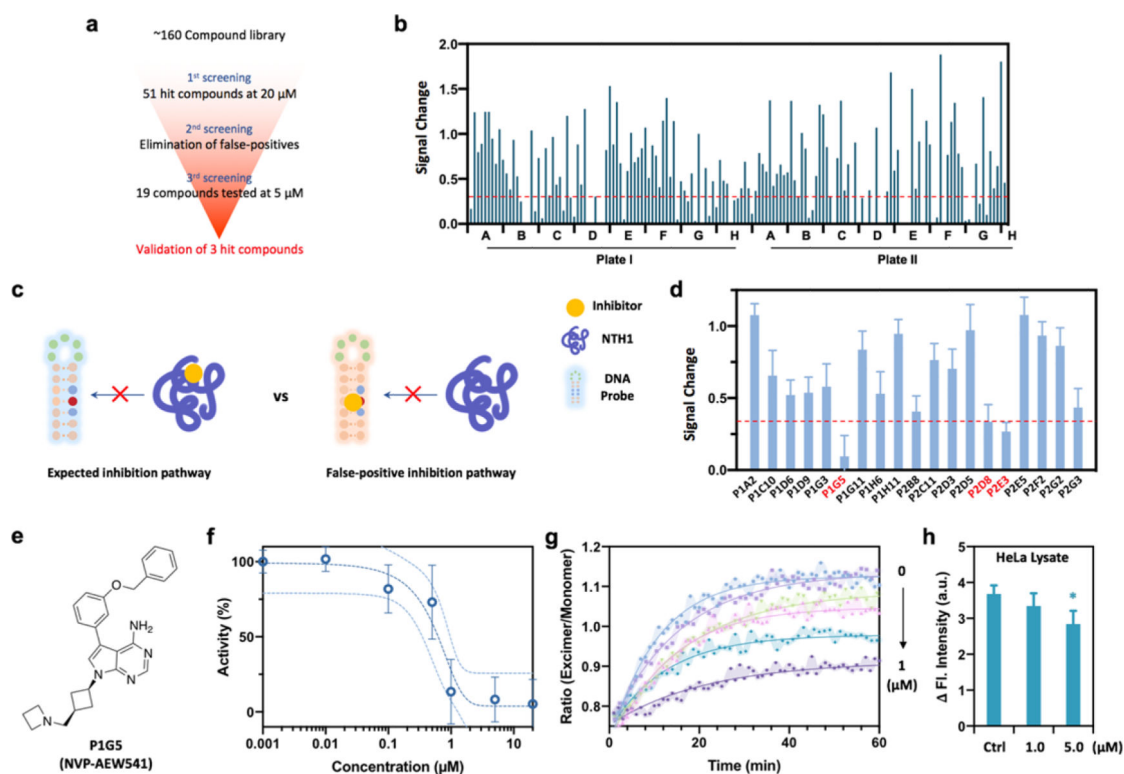 a
~160 Compound library
1st screening
51 hit compounds at 20 µM
2nd screening
Elimination of false-positives
3rd screening
19 compounds tested at 5 µM
Validation of 3 hit compounds
b
Signal Change
2.0
1.5
1.0
0.5
0.0
A B C D E F G H A B C D E F G H
Plate I Plate II
c
Inhibitor
NTH1
DNA
Probe
vs
Expected inhibition pathway
False-positive inhibition pathway
d
Signal Change
1.0
0.5
0.0
P1A2 P1C10 P1D6 P1D9 P1G3 P1G5 P1G11 P1H6 P1H11 P2B8 P2C11 P2D3 P2D5 P2D8 P2E3 P2E5 P2F2 P2G2 P2G3
e
O
NH2
N
N
N
N
P1G5
(NVP-AEW541)
f
Activity (%)
100
50
0
0.001 0.01 0.1 1 10
Concentration (µM)
g
Ratio (Excimer/Monomer)
1.2
1.1
1.0
0.9
0.8
0 20 40 60
Time (min)
0
1
(µM)
h
HeLa Lysate
Δ Fl. Intensity (a.u.)
5
4
3
2
1
0
*
Ctrl 1.0 5.0 (µM)